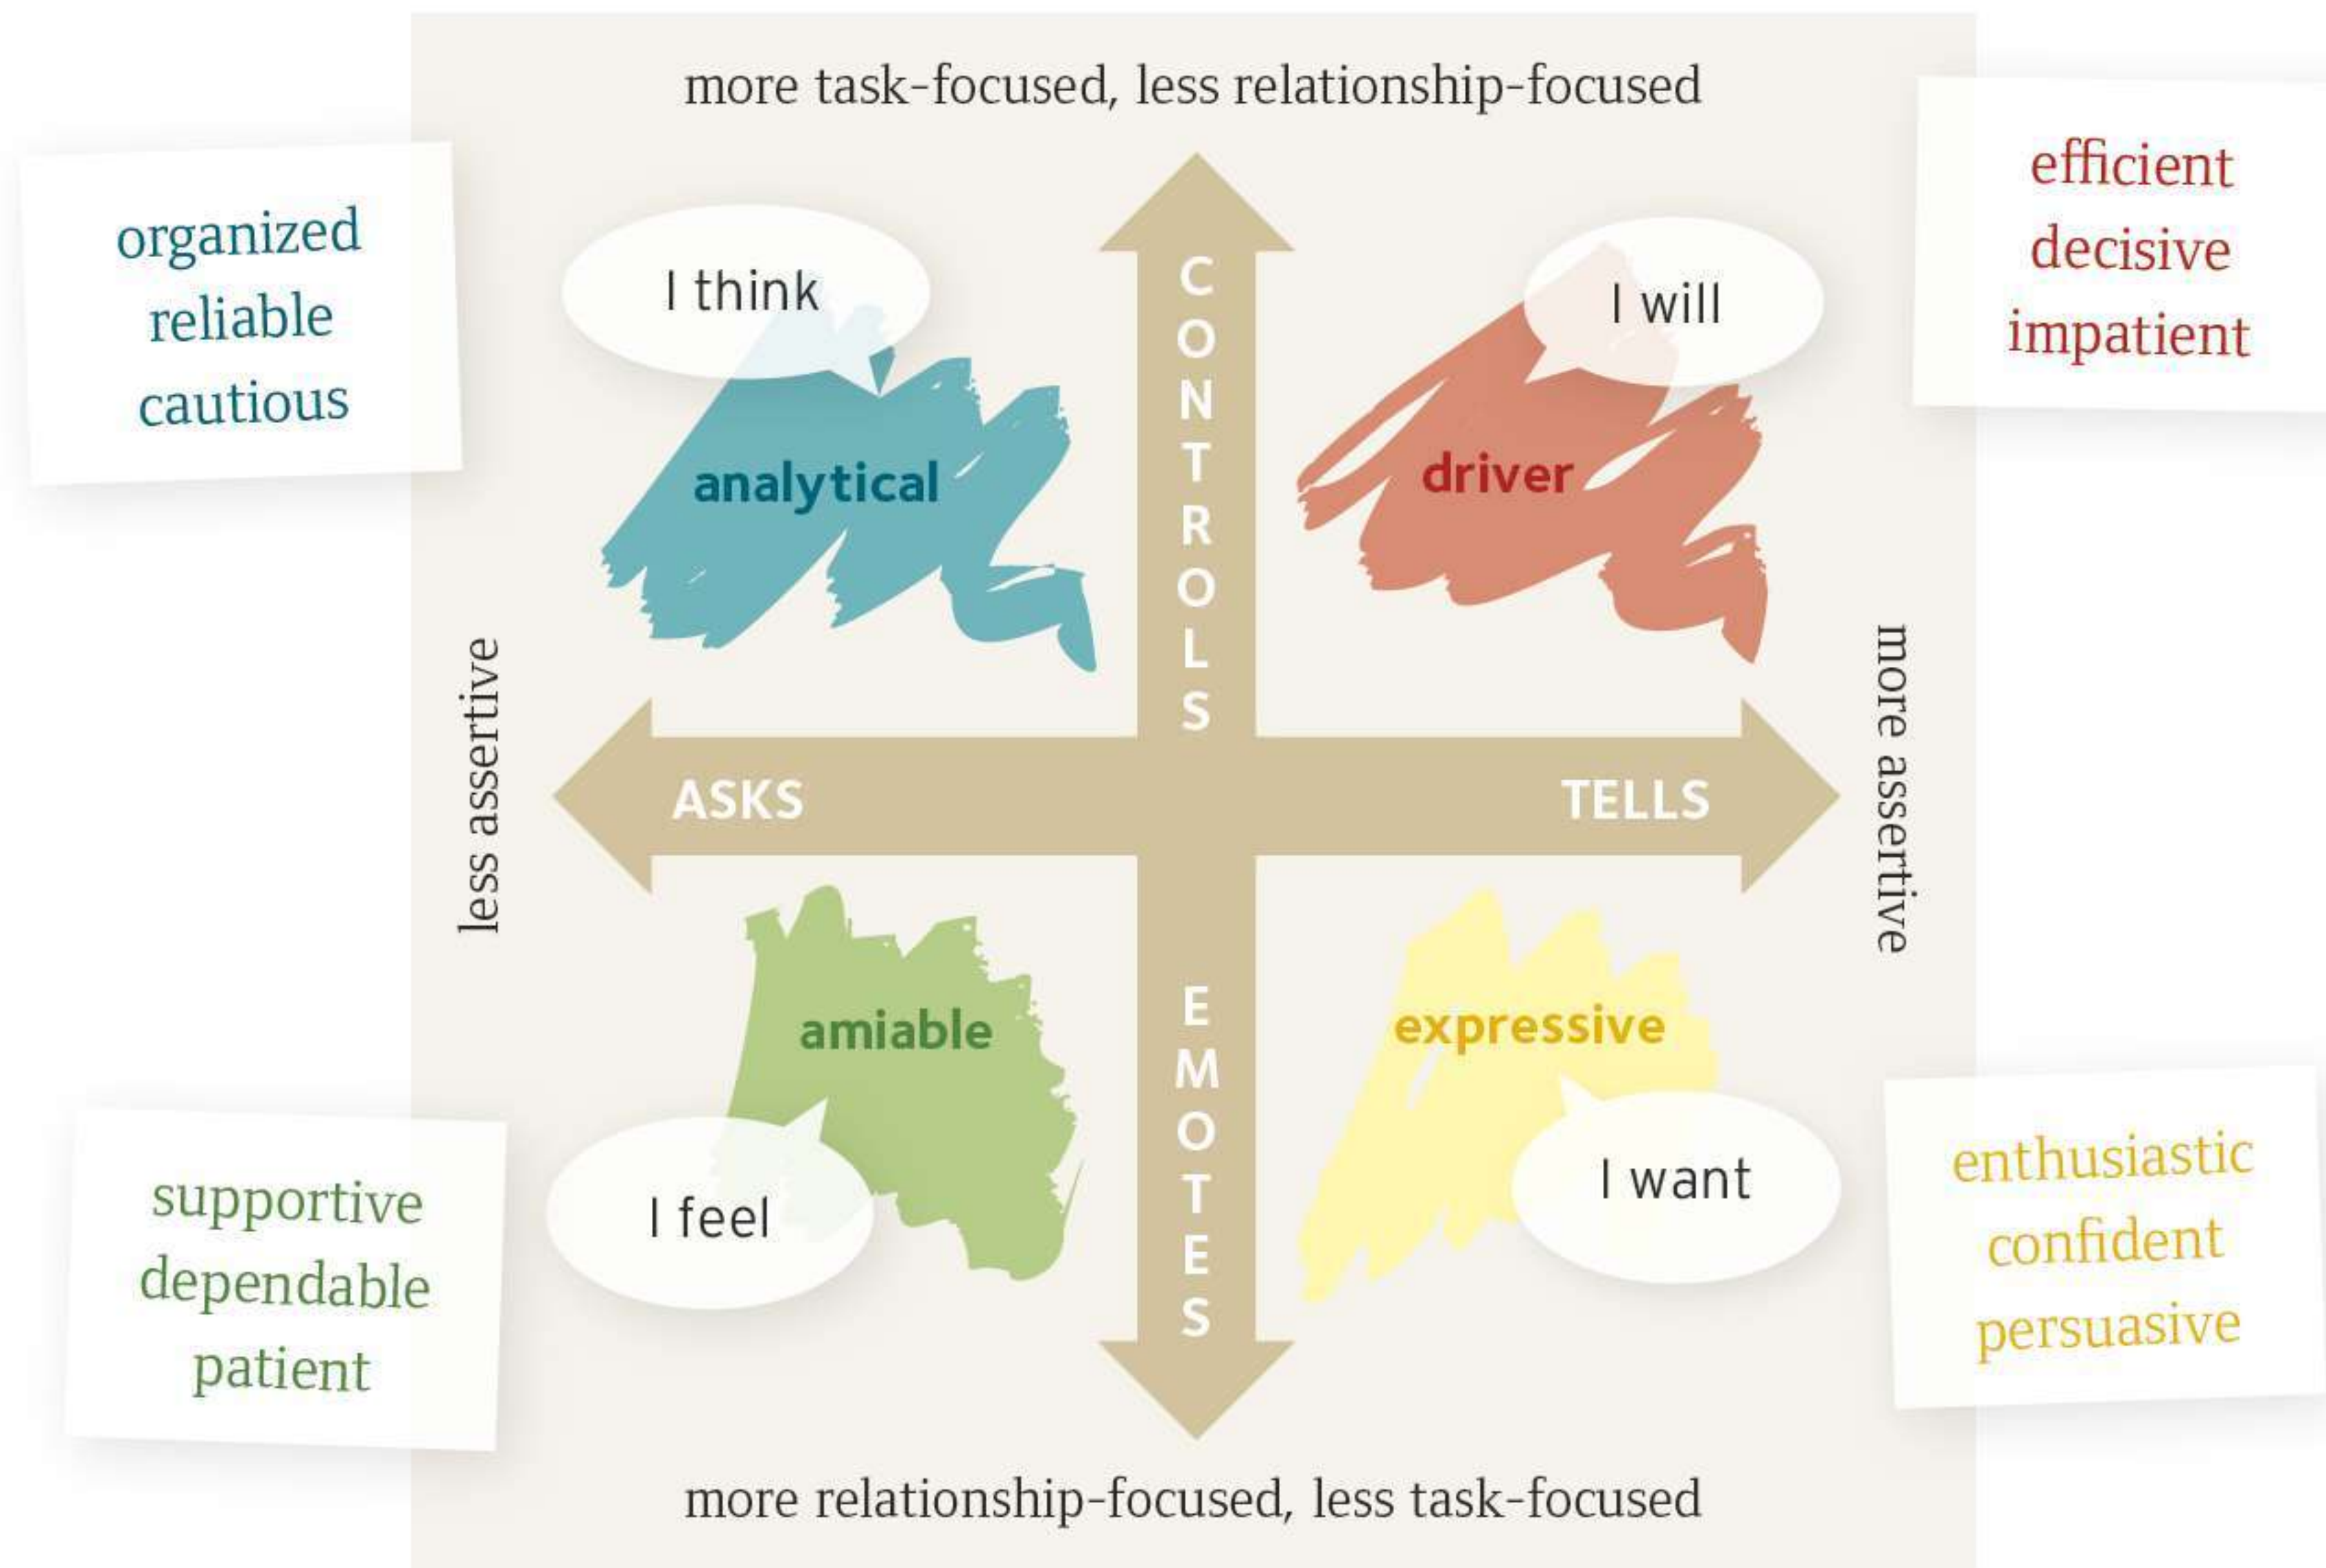 more task-focused, less relationship-focused
organized
reliable
cautious
I think
analytical
CONTROLS
I will
driver
efficient
decisive
impatient
less assertive
ASKS
TELLS
more assertive
supportive
dependable
patient
amiable
I feel
EMOTES
expressive
I want
enthusiastic
confident
persuasive
more relationship-focused, less task-focused